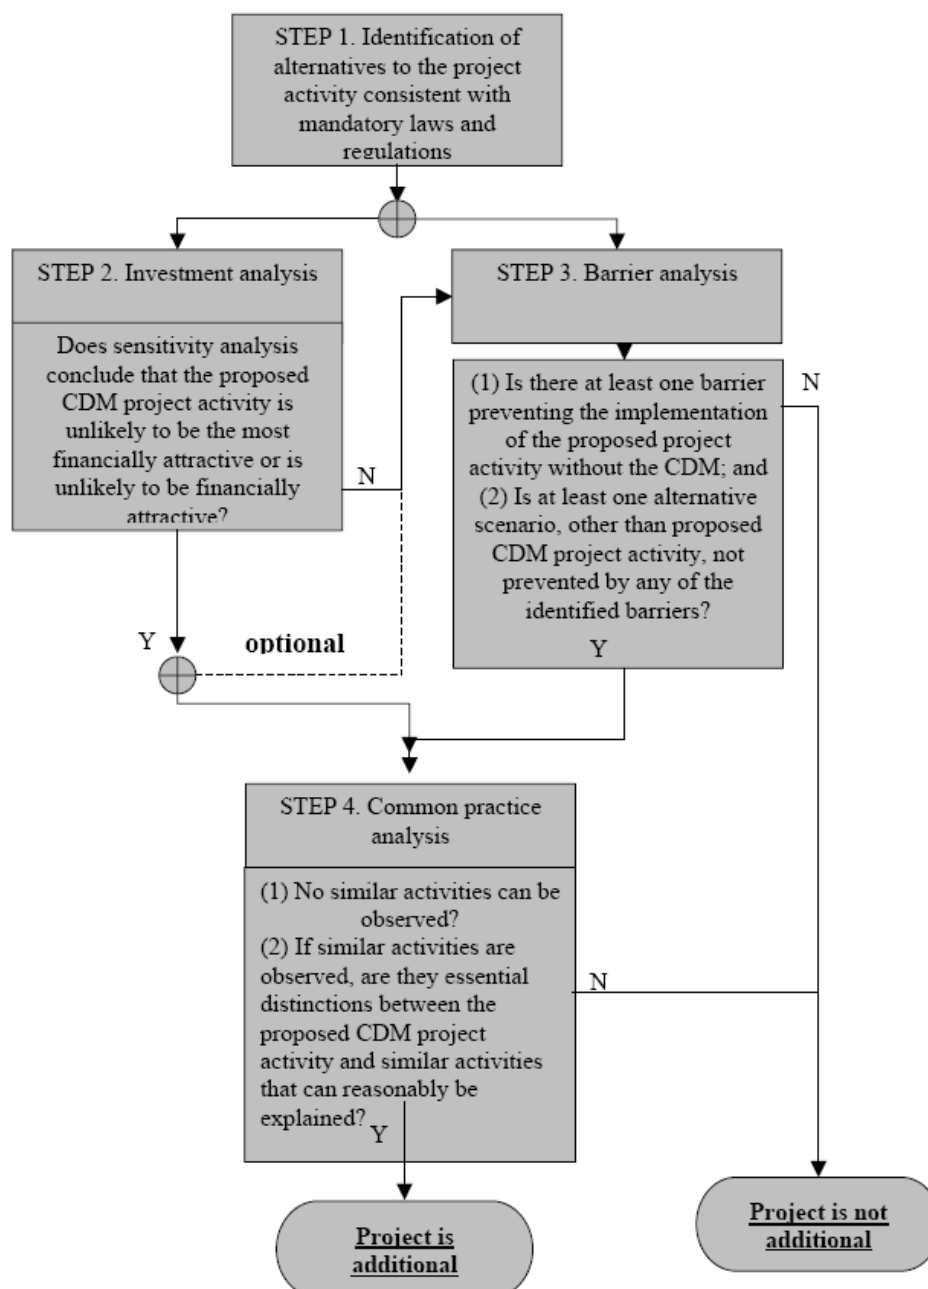 STEP 1. Identification of
alternatives to the project
activity consistent with
mandatory laws and
regulations
STEP 2. Investment analysis
Does sensitivity analysis
conclude that the proposed
CDM project activity is
unlikely to be the most
financially attractive or is
unlikely to be financially
attractive?
N
Y
optional
STEP 3. Barrier analysis
(1) Is there at least one barrier
preventing the implementation
of the proposed project
activity without the CDM; and
(2) Is at least one alternative
scenario, other than proposed
CDM project activity, not
prevented by any of the
identified barriers?
Y
N
STEP 4. Common practice
analysis
(1) No similar activities can be
observed?
(2) If similar activities are
observed, are they essential
distinctions between the
proposed CDM project
activity and similar activities
that can reasonably be
explained?
Y
N
Project is
additional
Project is not
additional